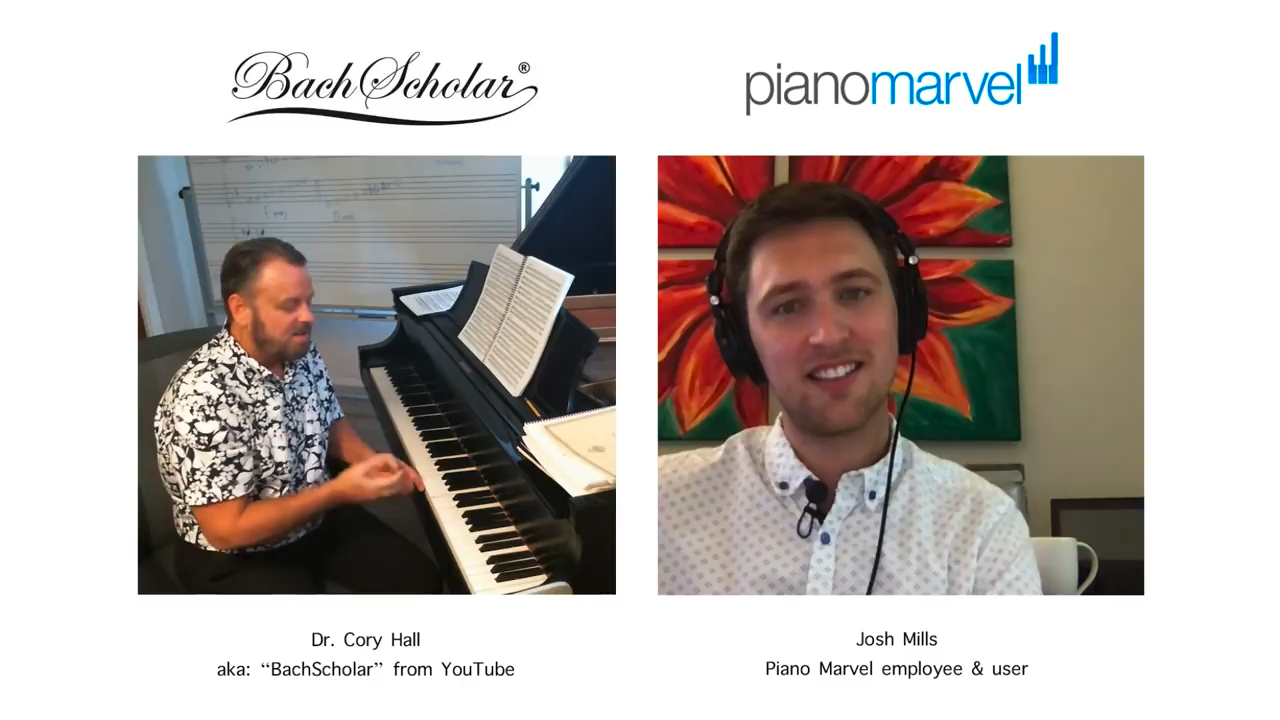 BachScholar®
pianomarvel
Dr. Cory Hall
aka: “BachScholar” from YouTube
Josh Mills
Piano Marvel employee & user